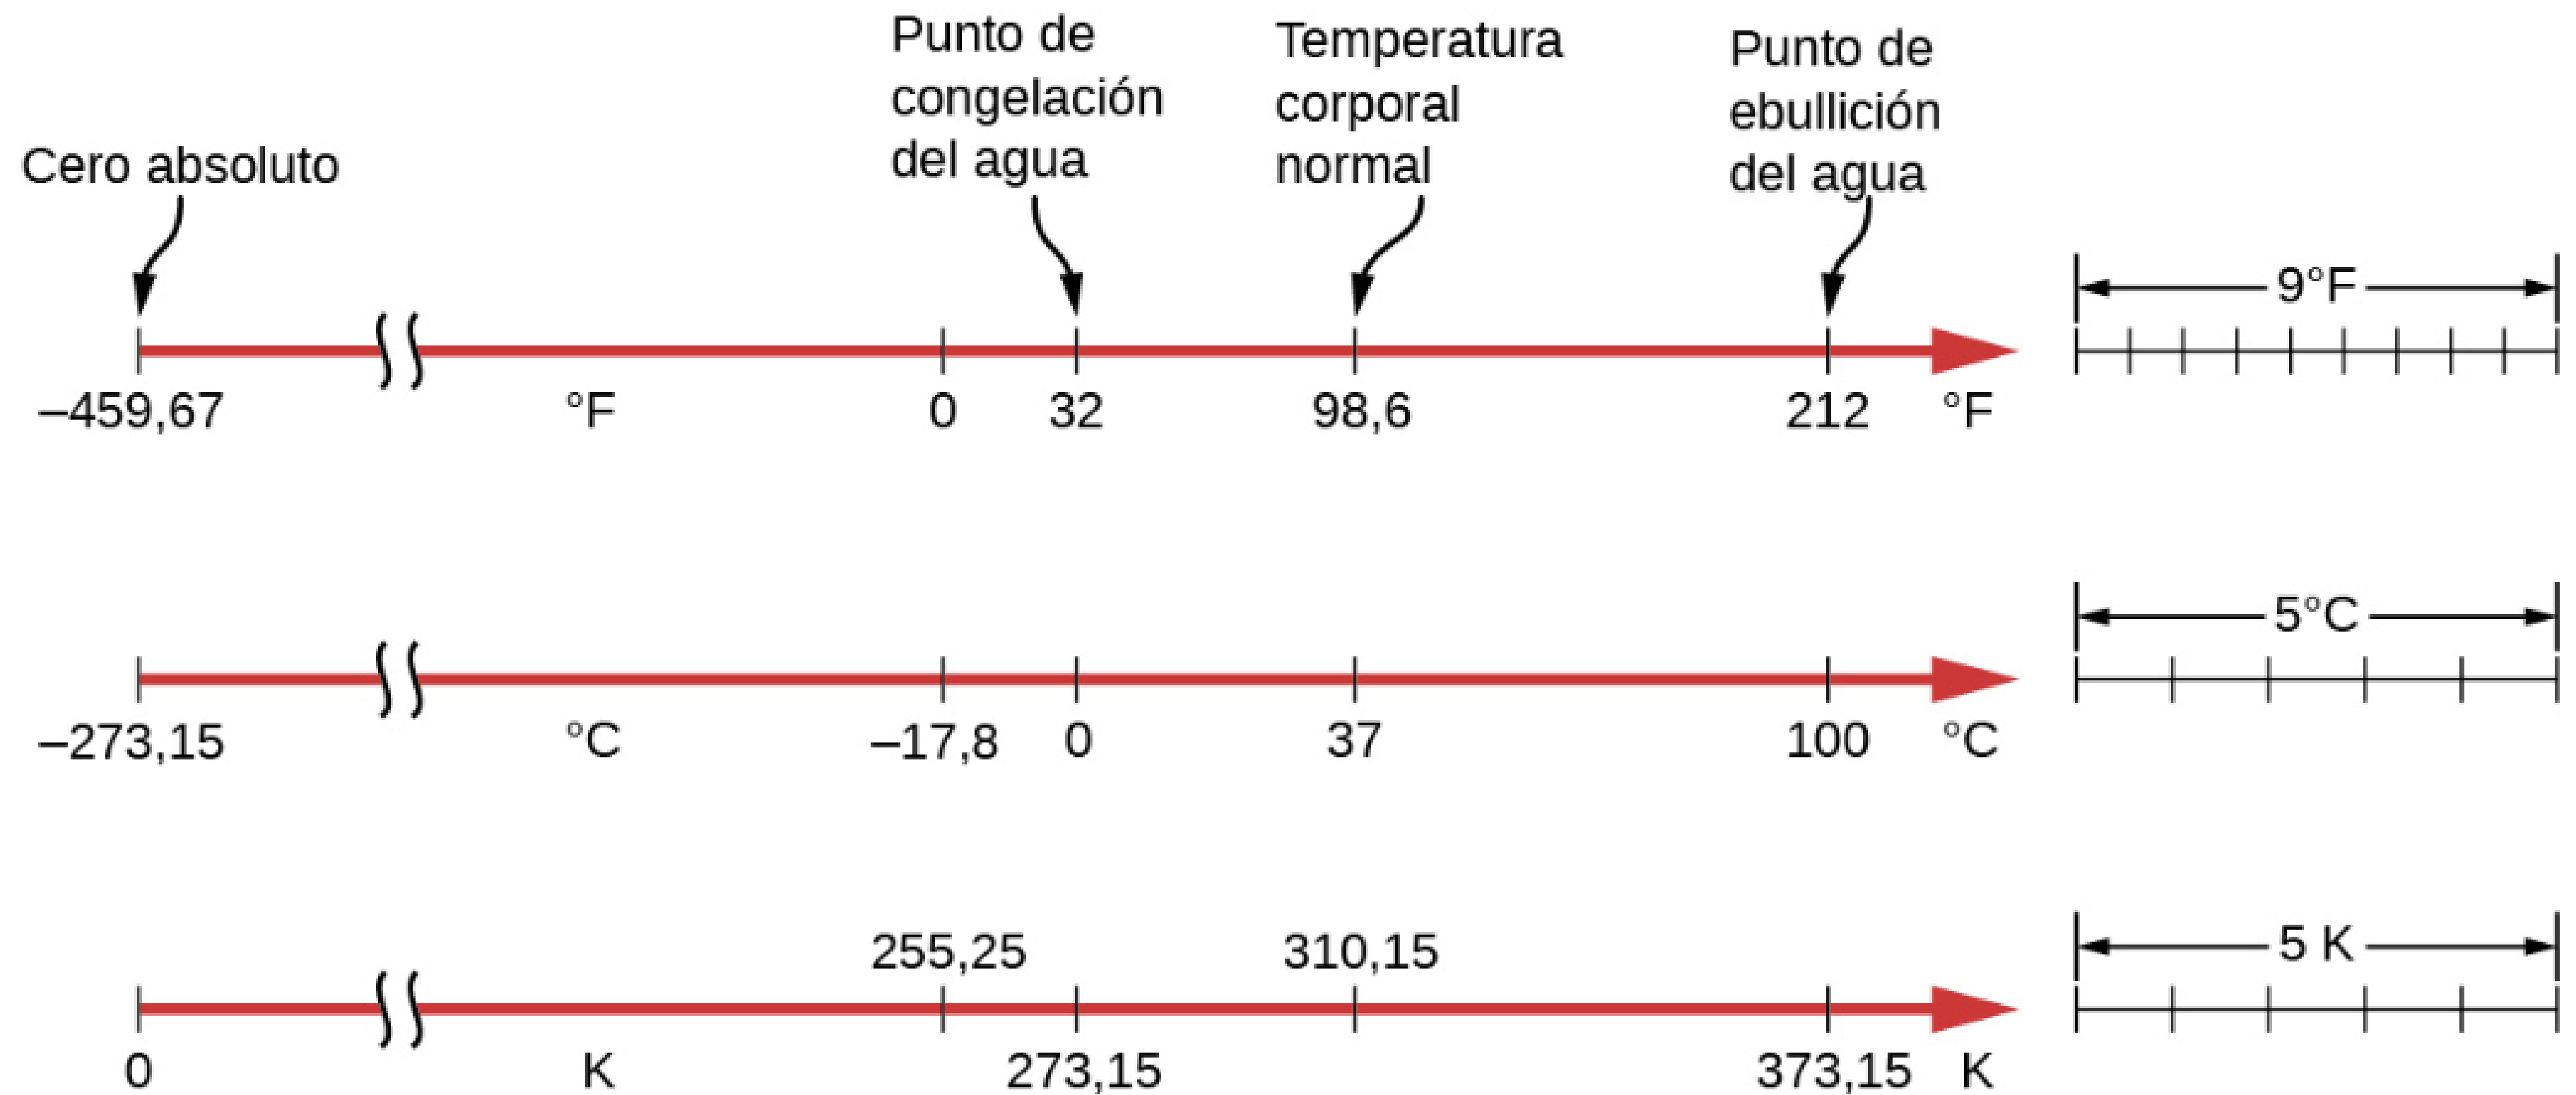 Cero absoluto
Punto de
congelación
del agua
Temperatura
corporal
normal
Punto de
ebullición
del agua
9°F
–459,67 °F 0 32 98,6 212 °F
5°C
–273,15 °C –17,8 0 37 100 °C
255,25 310,15 5 K
0 K 273,15 373,15 K